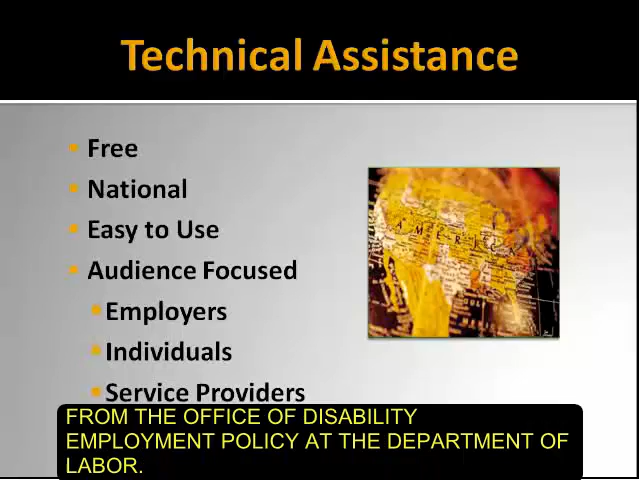 Technical Assistance
Free
National
Easy to Use
Audience Focused
Employers
Individuals
Service Providers
AMERICA
FROM THE OFFICE OF DISABILITY
EMPLOYMENT POLICY AT THE DEPARTMENT OF
LABOR.